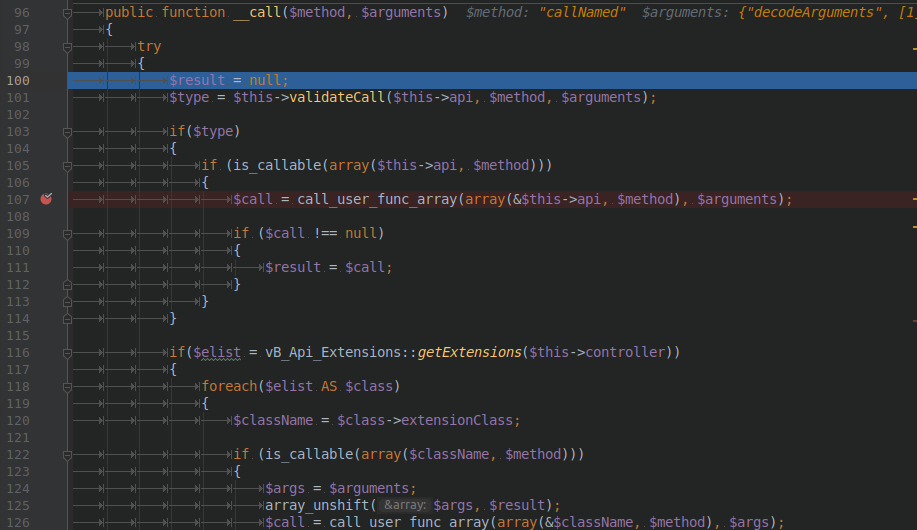 96 public function __call($method, $arguments) $method: "callNamed" $arguments: {"decodeArguments", [1]
97 {
98 try
99 {
100 $result = null;
101 $type = $this->validateCall($this->api, $method, $arguments);
102
103 if($type)
104 {
105 if (is_callable(array($this->api, $method)))
106 {
107 $call = call_user_func_array(array(&$this->api, $method), $arguments);
108
109 if ($call !== null)
110 {
111 $result = $call;
112 }
113 }
114 }
115
116 if($elist = vB_Api_Extensions::getExtensions($this->controller))
117 {
118 foreach($elist AS $class)
119 {
120 $className = $class->extensionClass;
121
122 if (is_callable(array($className, $method)))
123 {
124 $args = $arguments;
125 array_unshift( &array: $args, $result);
126 $call = call_user_func_array(array(&$className, $method), $args);